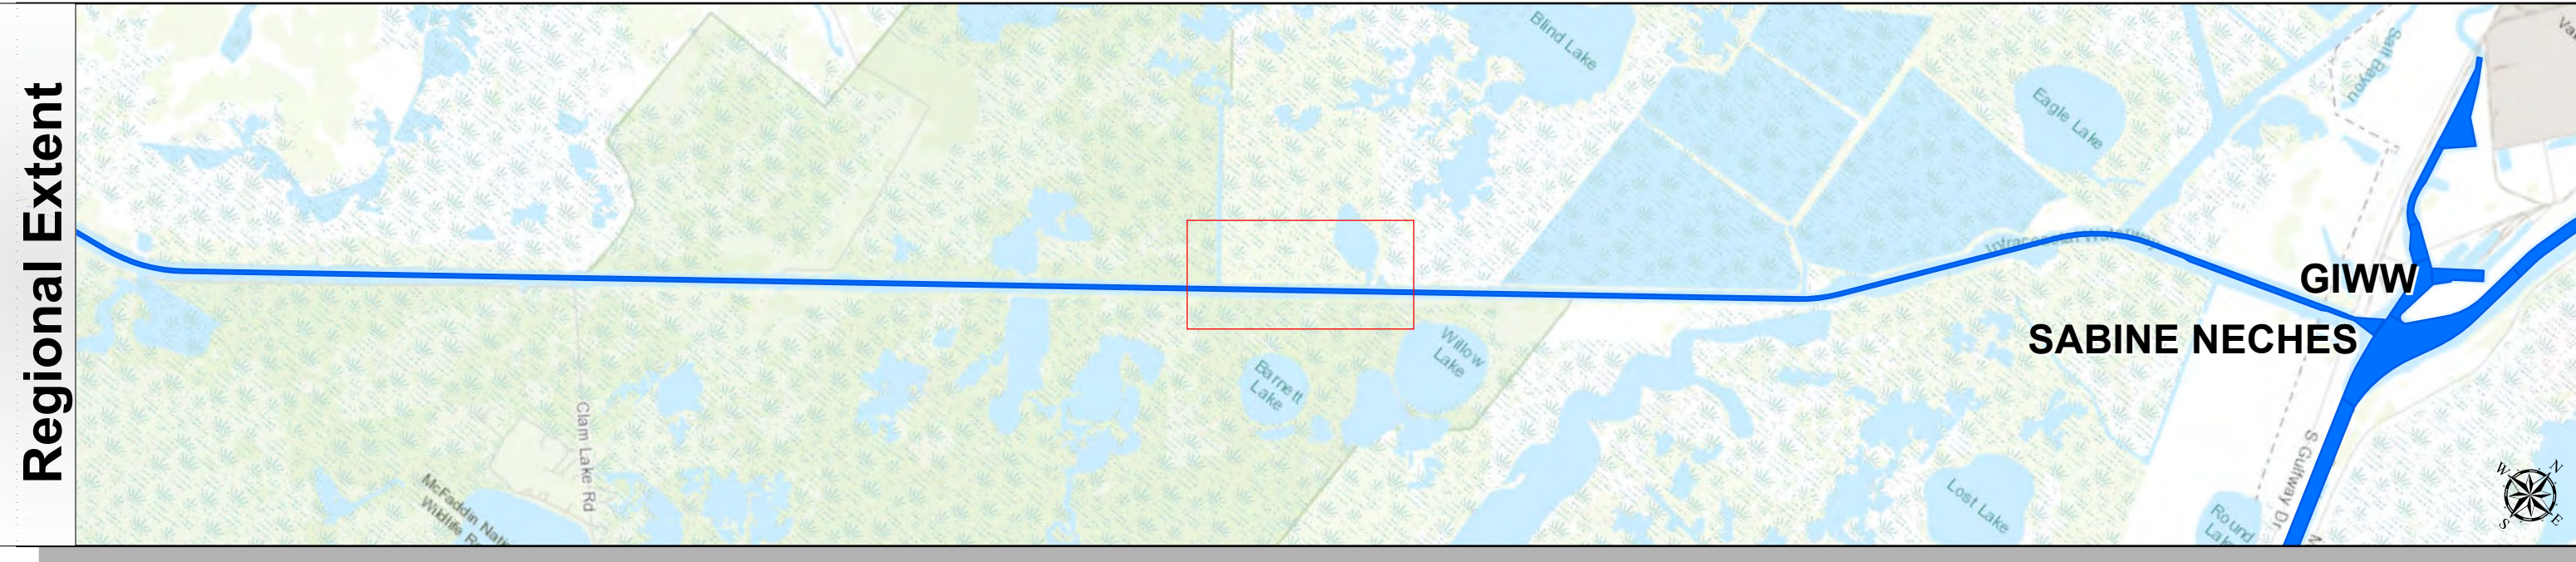 Regional Extent
Blind Lake
Eagle Lake
Salt Bayou
Intracoastal Waterway
GIWW
SABINE NECHES
Willow
Lake
Barnett
Lake
Clam Lake Rd
McFaddin Nat
Wildlife R
Lost Lake
Round
Lake
S Gulfway Dr
W
N
S
E